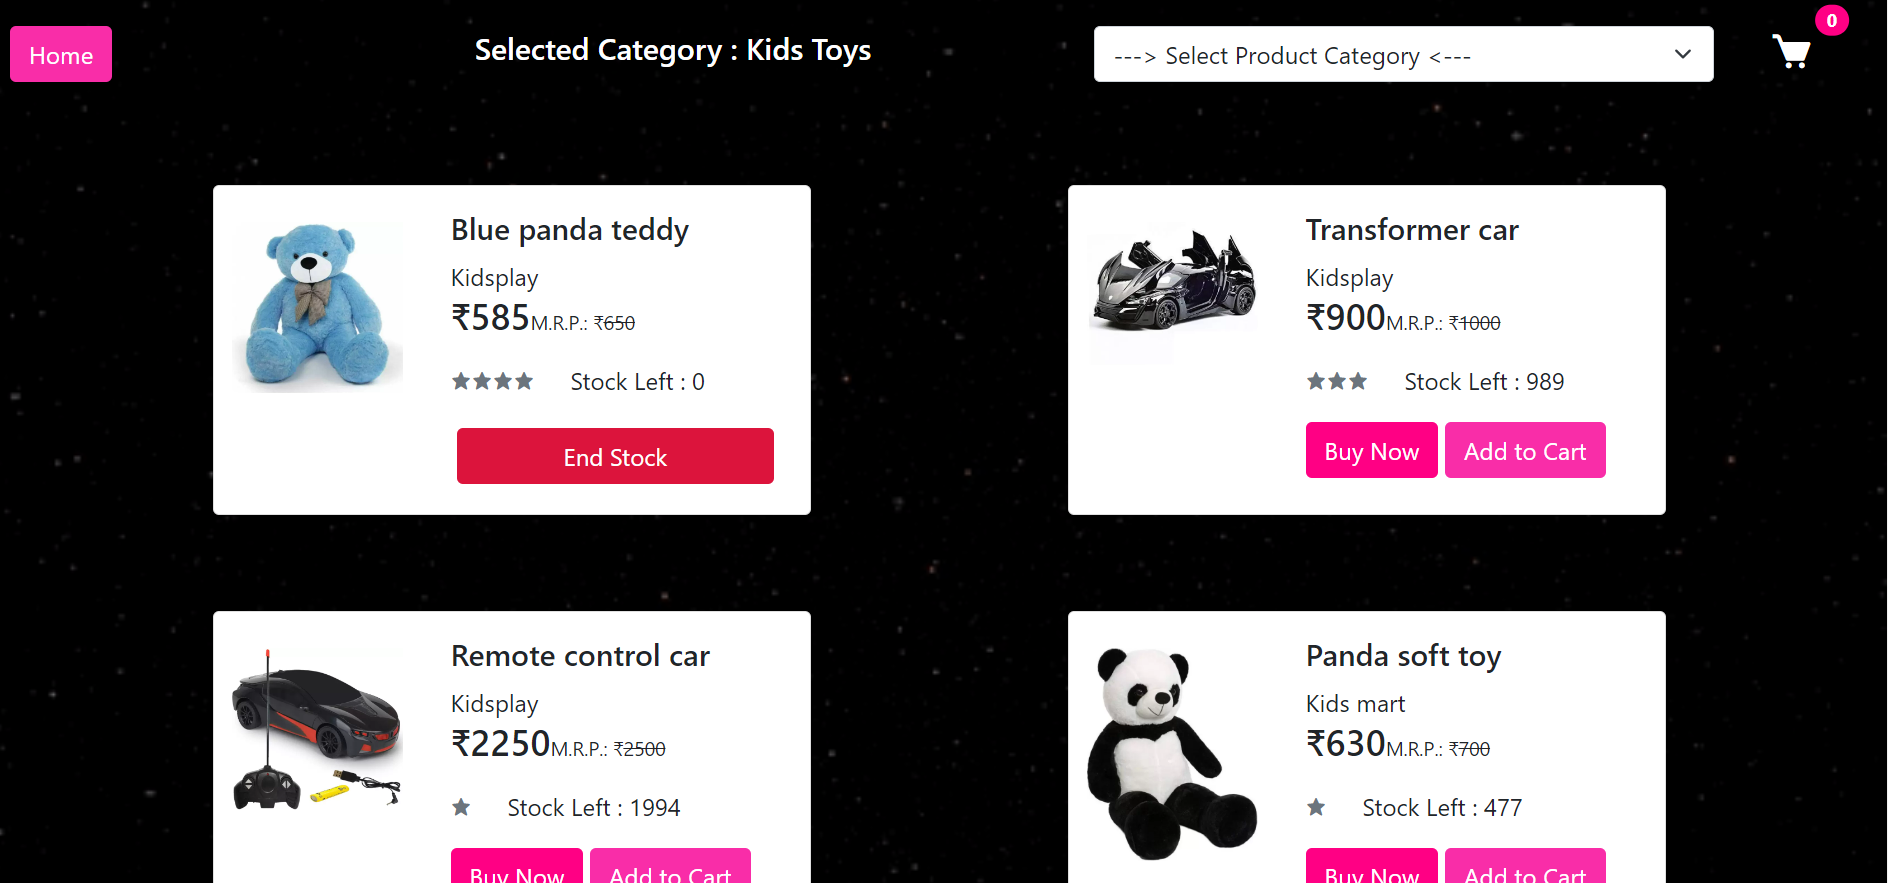 Home
Selected Category : Kids Toys
---> Select Product Category <---
0
Blue panda teddy
Kidsplay
₹585M.R.P.: ₹650
Stock Left : 0
End Stock
Transformer car
Kidsplay
₹900M.R.P.: ₹1000
Stock Left : 989
Buy Now Add to Cart
Remote control car
Kidsplay
₹2250M.R.P.: ₹2500
Stock Left : 1994
Buy Now Add to Cart
Panda soft toy
Kids mart
₹630M.R.P.: ₹700
Stock Left : 477
Buy Now Add to Cart